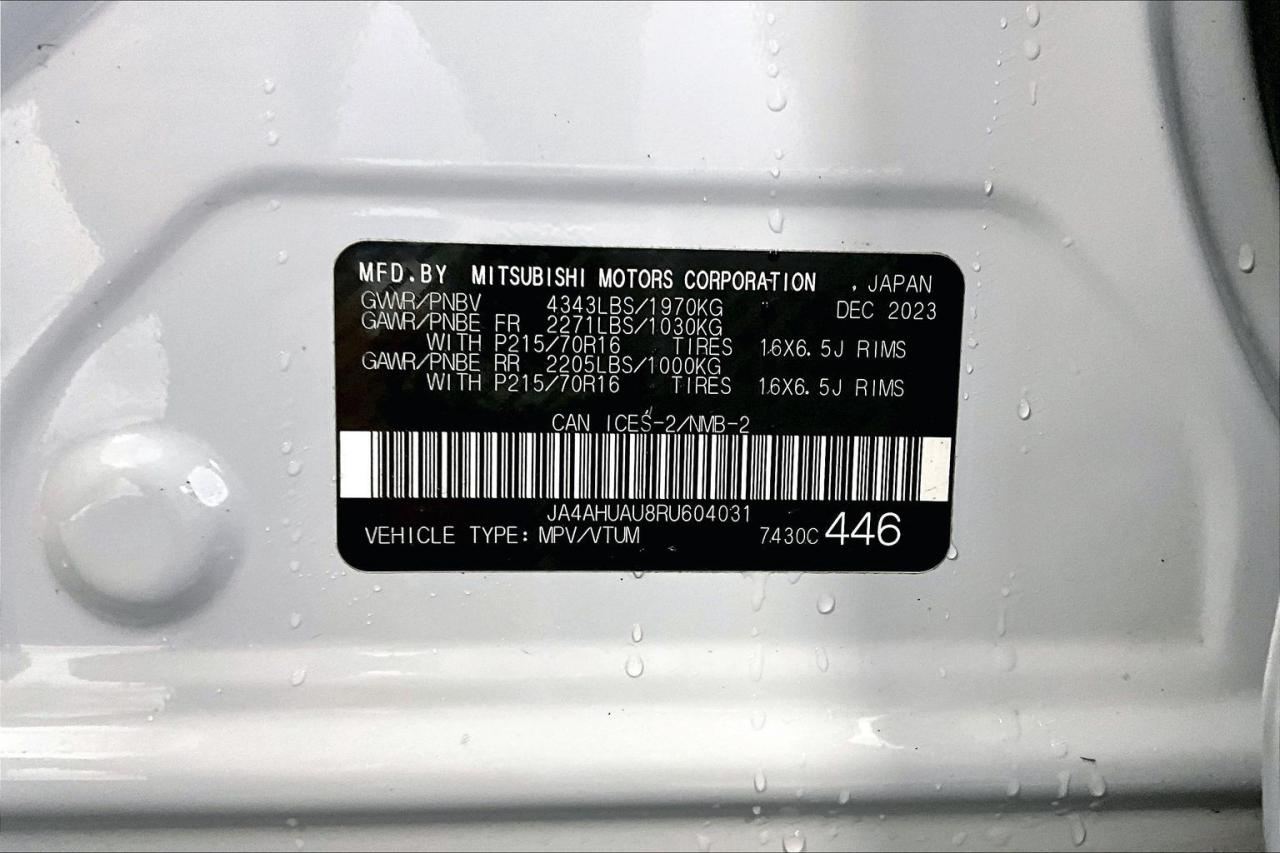 MFD.BY MITSUBISHI MOTORS CORPORATION , JAPAN
GVWR/PNBV 4343LBS/1970KG DEC 2023
GAWR/PNBE FR 2271LBS/1030KG
WITH P215/70R16 TIRES 16X6.5J RIMS
GAWR/PNBE RR 2205LBS/1000KG
WITH P215/70R16 TIRES 16X6.5J RIMS
CAN ICES-2/NMB-2
JA4AHUAU8RU604031
VEHICLE TYPE: MPV/VTUM 7430C 446